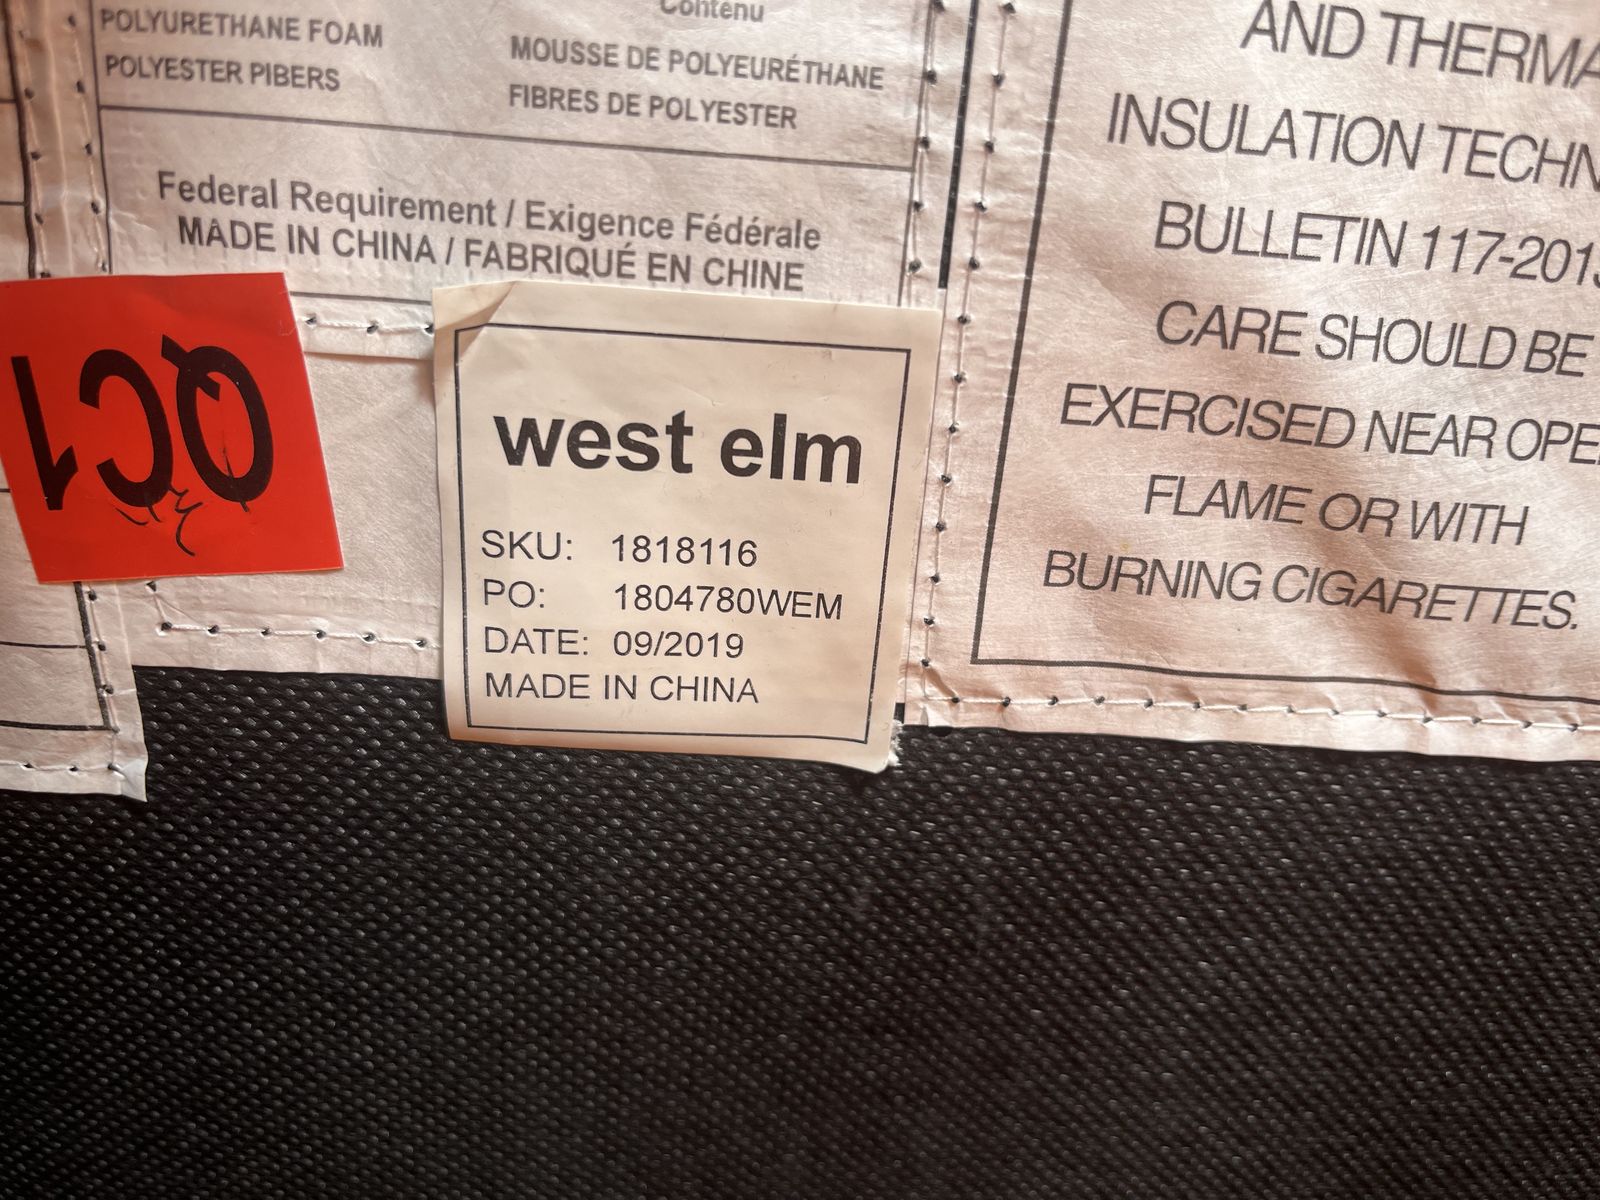 POLYURETHANE FOAM
POLYESTER PIBERS
Contenu
MOUSSE DE POLYEURÉTHANE
FIBRES DE POLYESTER
Federal Requirement / Exigence Fédérale
MADE IN CHINA / FABRIQUÉ EN CHINE
QC1
west elm
SKU: 1818116
PO: 1804780WEM
DATE: 09/2019
MADE IN CHINA
AND THERMA
INSULATION TECHN
BULLETIN 117-2013
CARE SHOULD BE
EXERCISED NEAR OPE
FLAME OR WITH
BURNING CIGARETTES.